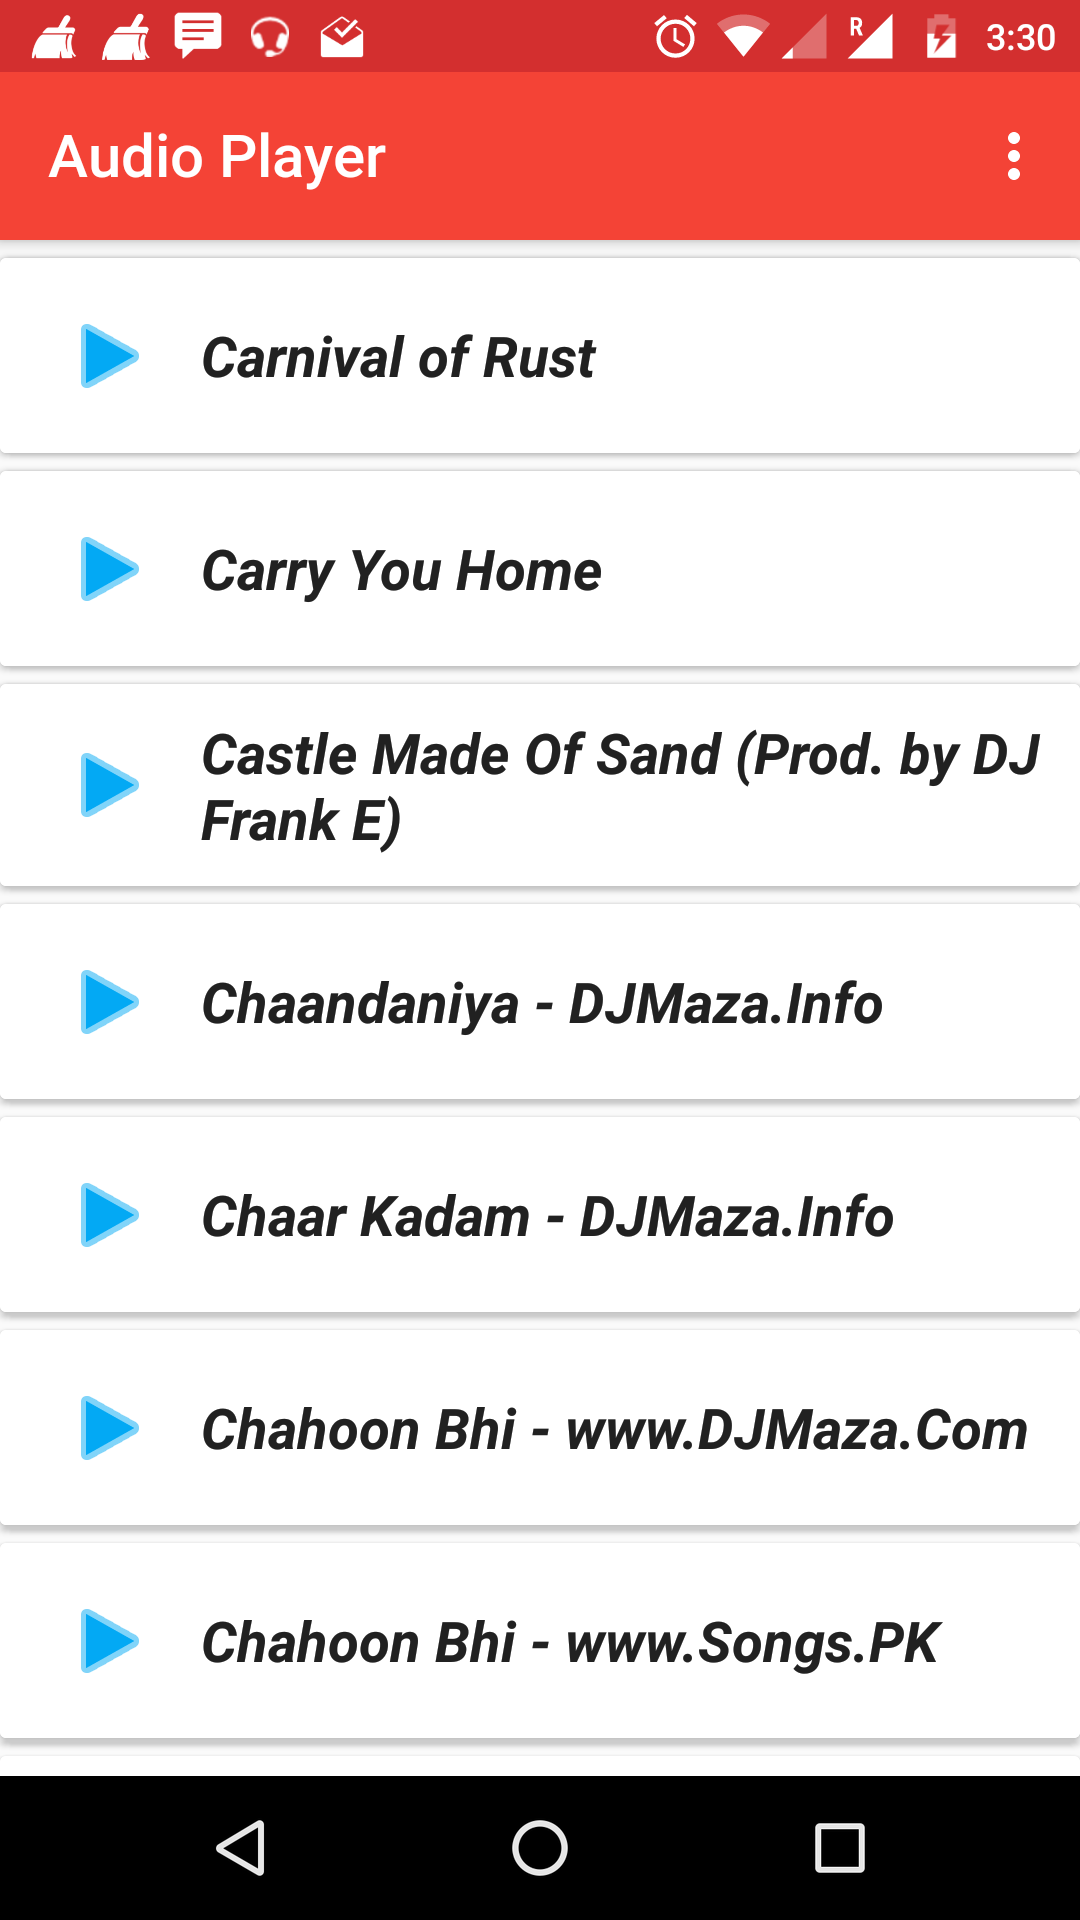 R 3:30
Audio Player
Carnival of Rust
Carry You Home
Castle Made Of Sand (Prod. by DJ
Frank E)
Chaandaniya - DJMaza.Info
Chaar Kadam - DJMaza.Info
Chahoon Bhi - www.DJMaza.Com
Chahoon Bhi - www.Songs.PK